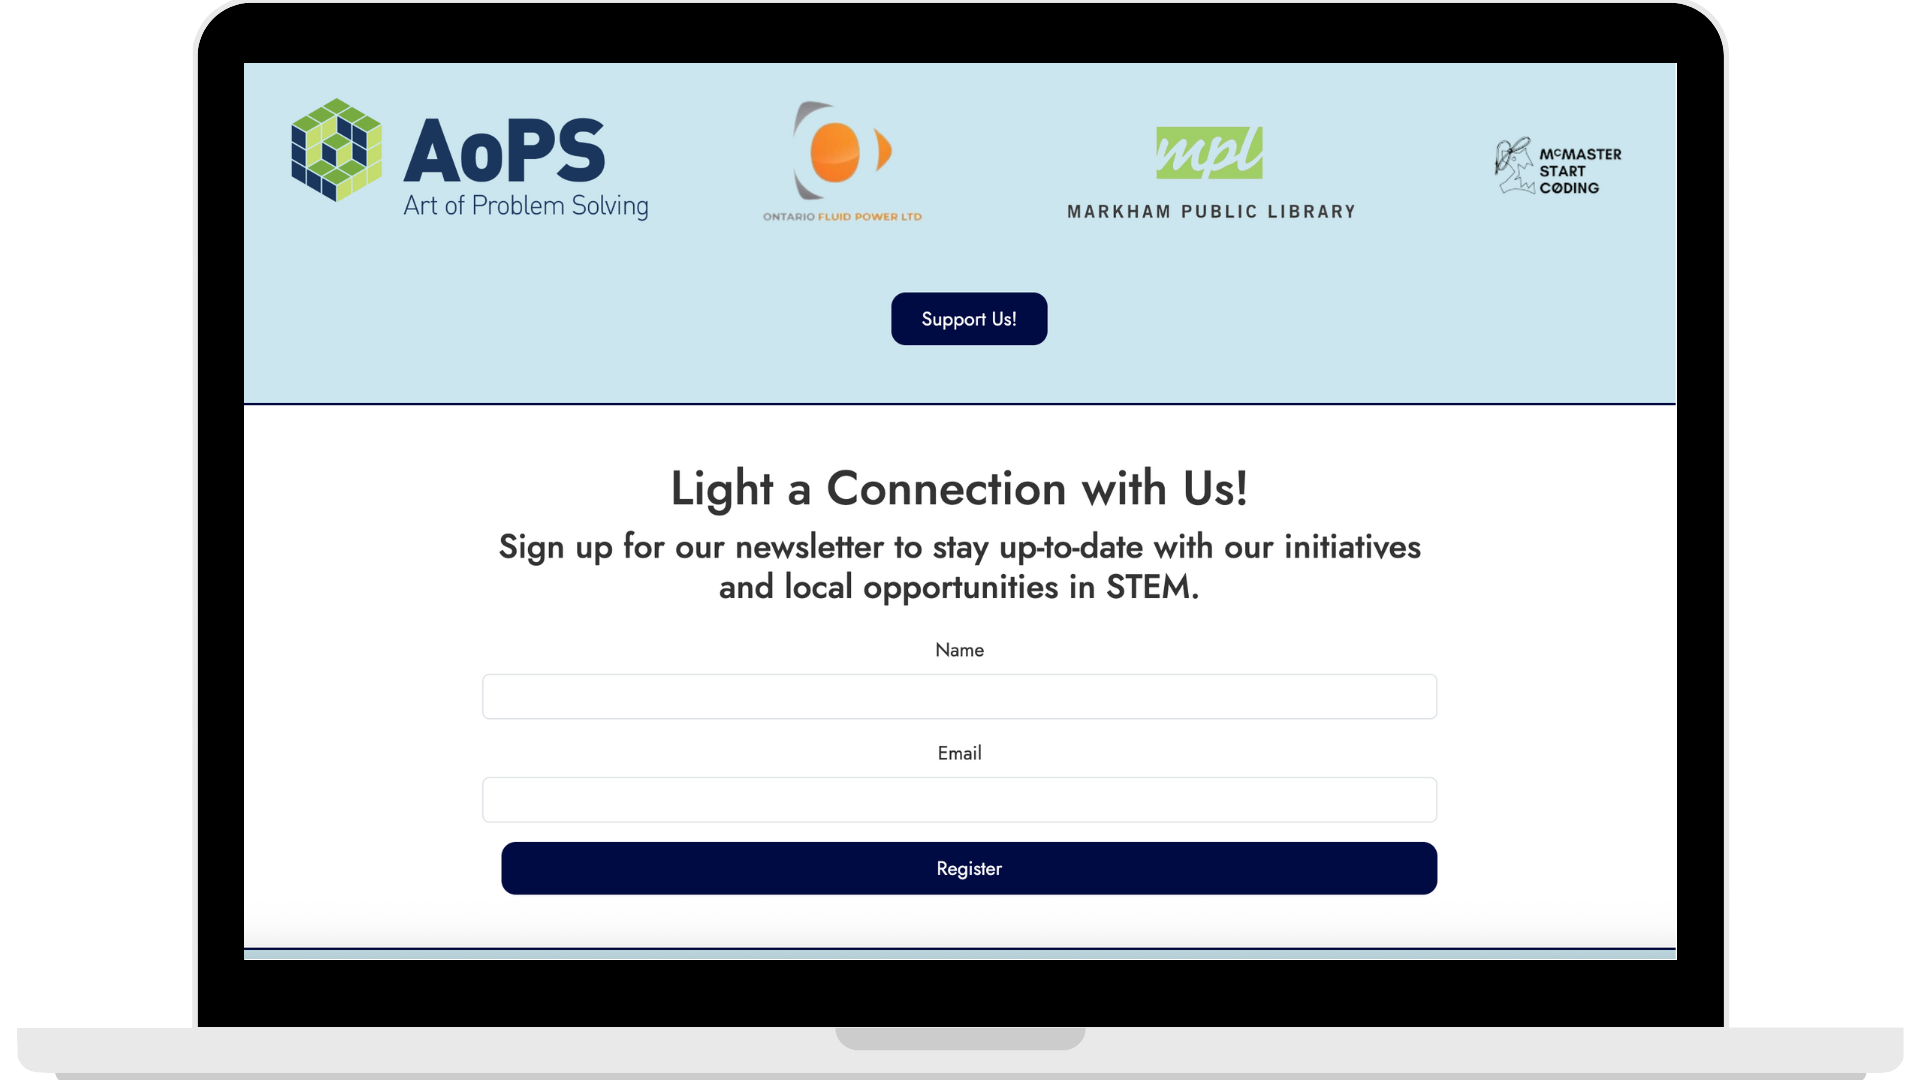 AoPS
Art of Problem Solving
ONTARIO FLUID POWER LTD
mpl
MARKHAM PUBLIC LIBRARY
MCMASTER
START
CØDING
Support Us!
Light a Connection with Us!
Sign up for our newsletter to stay up-to-date with our initiatives
and local opportunities in STEM.
Name
Email
Register